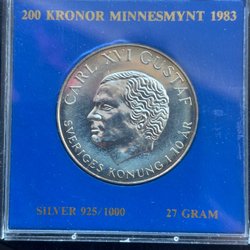 200 KRONOR MINNESMYNT 1983
CARL XVI GUSTAF
SVERIGES KONUNG I 10 ÅR
SILVER 925/1000 27 GRAM